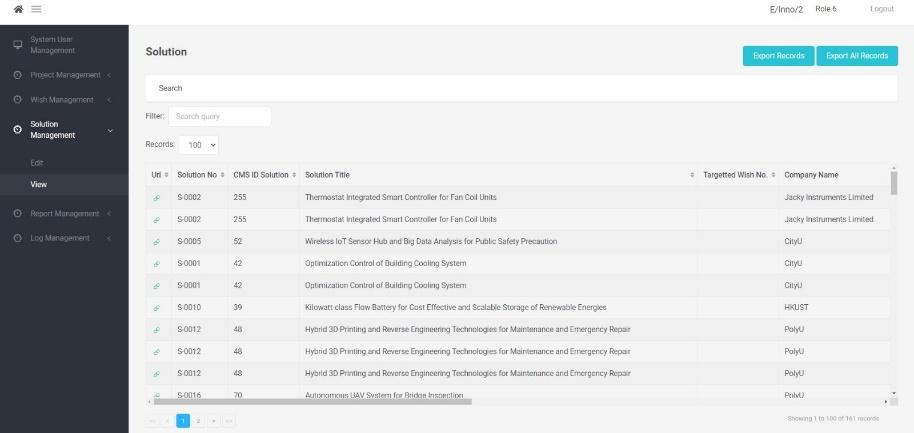 E/Inno/2 Role 6 Logout
System User
Management
Project Management
Wish Management
Solution
Management
Edit
View
Report Management
Log Management
Solution
Export Records Export All Records
Search
Filter: Search query
Records: 100
Url Solution No CMS ID Solution Solution Title Targetted Wish No. Company Name
S-0002 255 Thermostat Integrated Smart Controller for Fan Coil Units Jacky Instruments Limited
S-0002 255 Thermostat Integrated Smart Controller for Fan Coil Units Jacky Instruments Limited
S-0005 52 Wireless IoT Sensor Hub and Big Data Analysis for Public Safety Precaution CityU
S-0001 42 Optimization Control of Building Cooling System CityU
S-0001 42 Optimization Control of Building Cooling System CityU
S-0010 39 Kilowatt-class Flow Battery for Cost Effective and Scalable Storage of Renewable Energies HKUST
S-0012 48 Hybrid 3D Printing and Reverse Engineering Technologies for Maintenance and Emergency Repair PolyU
S-0012 48 Hybrid 3D Printing and Reverse Engineering Technologies for Maintenance and Emergency Repair PolyU
S-0012 48 Hybrid 3D Printing and Reverse Engineering Technologies for Maintenance and Emergency Repair PolyU
S-0016 70 Autonomous UAV System for Bridge Inspection PolyU
<< < 1 2 > >> Showing 1 to 100 of 161 records